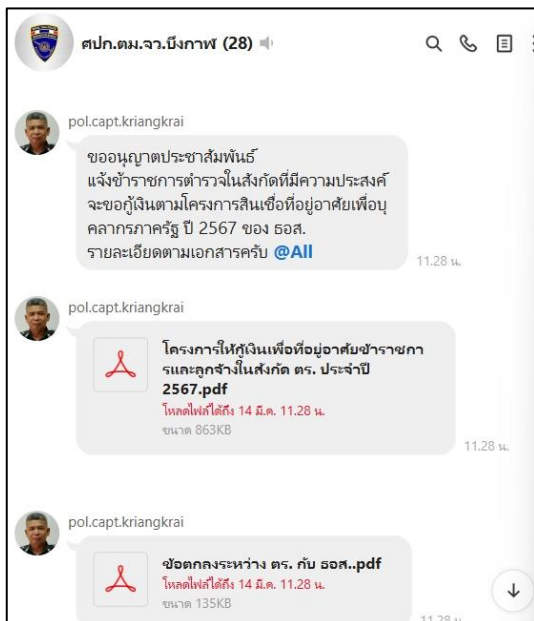 ศปก.ตม.จว.บึงกาฬ (28)
pol.capt.kriangkrai
ขออนุญาตประชาสัมพันธ์
แจ้งข้าราชการตำรวจในสังกัดที่มีความประสงค์
จะขอกู้เงินตามโครงการสินเชื่อที่อยู่อาศัยเพื่อบุ
คลากรภาครัฐ ปี 2567 ของ ธอส.
รายละเอียดตามเอกสารครับ @All
11.28 น.
pol.capt.kriangkrai
โครงการให้กู้เงินเพื่อที่อยู่อาศัยข้าราชกา
รและลูกจ้างในสังกัด ตร. ประจำปี
2567.pdf
โหลดไฟล์ได้ถึง 14 มี.ค. 11.28 น.
ขนาด 863KB
11.28 น.
pol.capt.kriangkrai
ข้อตกลงระหว่าง ตร. กับ ธอส..pdf
โหลดไฟล์ได้ถึง 14 มี.ค. 11.28 น.
ขนาด 135KB
11.28 น.